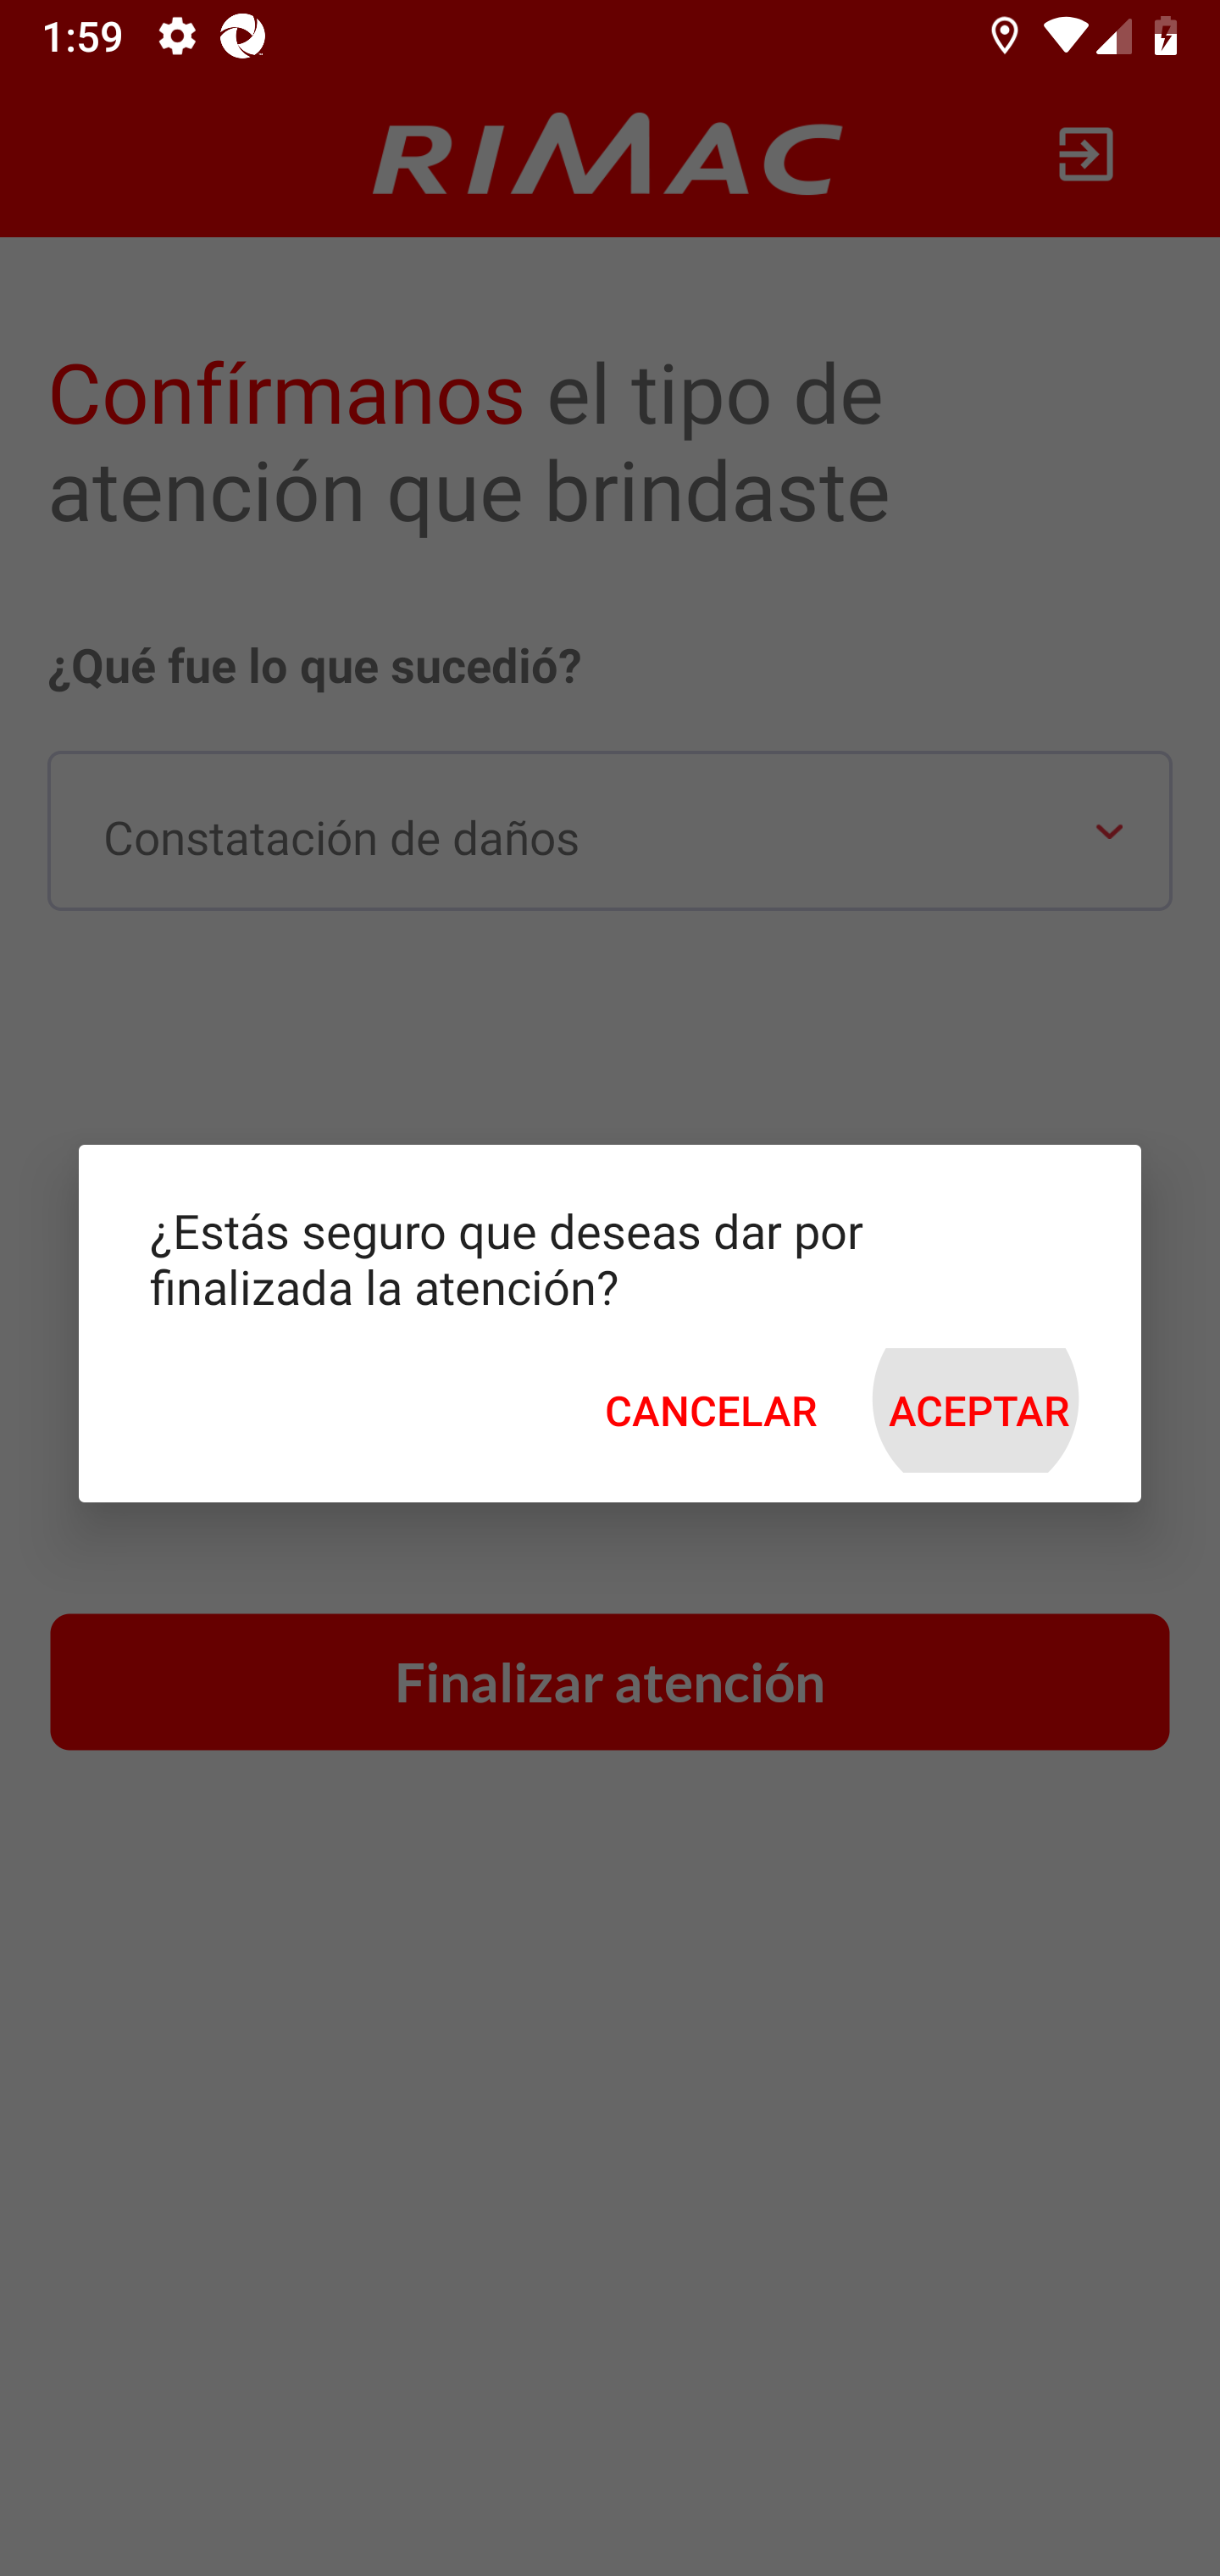 1:59
RIMAC
Confírmanos el tipo de
atención que brindaste
¿Qué fue lo que sucedió?
Constatación de daños
¿Estás seguro que deseas dar por
finalizada la atención?
CANCELAR ACEPTAR
Finalizar atención